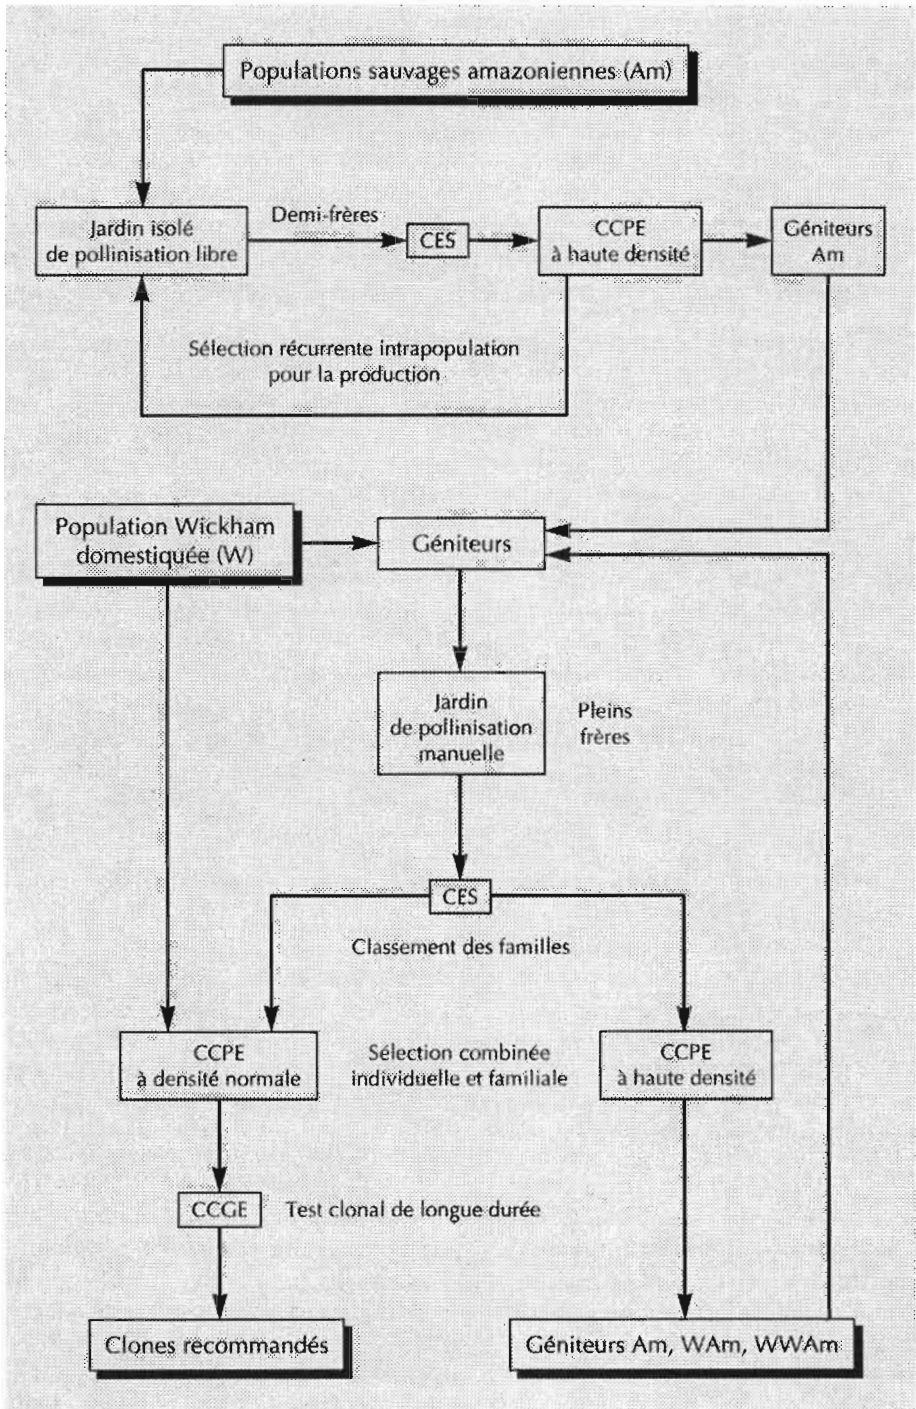 Populations sauvages amazoniennes (Am)
Jardin isolé
de pollinisation libre
Demi-frères
CES
CCPE
à haute densité
Géniteurs
Am
Sélection récurrente intrapopulation
pour la production
Population Wickham
domestiquée (W)
Géniteurs
Jardin
de pollinisation
manuelle
Pleins
frères
CES
Classement des familles
CCPE
à densité normale
Sélection combinée
individuelle et familiale
CCPE
à haute densité
CCGE
Test clonal de longue durée
Clones recommandés
Géniteurs Am, WAm, WWAm